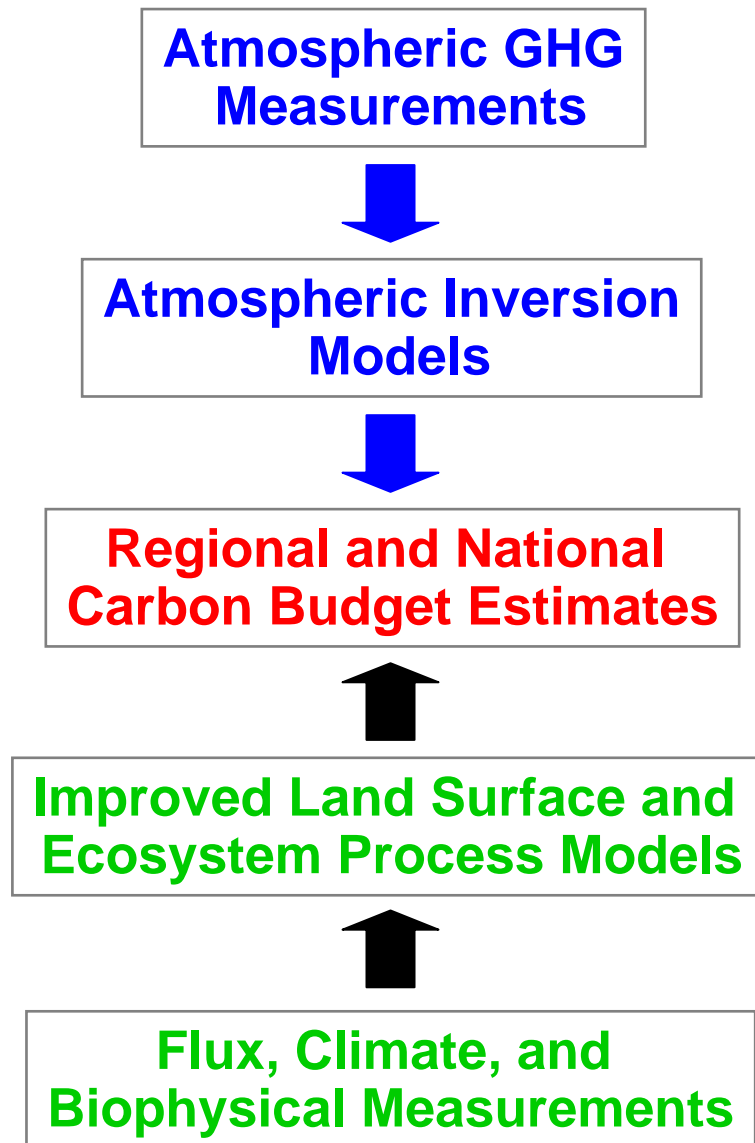 Atmospheric GHG
Measurements
Atmospheric Inversion
Models
Regional and National
Carbon Budget Estimates
Improved Land Surface and
Ecosystem Process Models
Flux, Climate, and
Biophysical Measurements